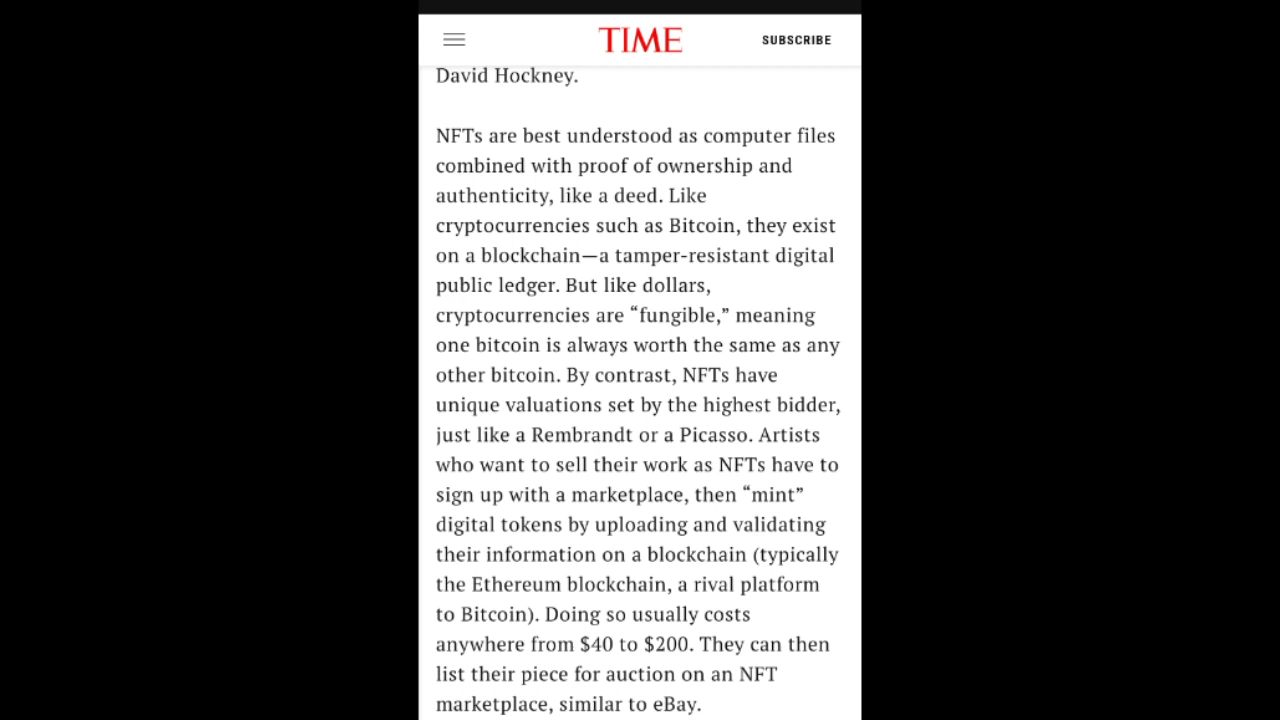 TIME
SUBSCRIBE
David Hockney.
NFTs are best understood as computer files
combined with proof of ownership and
authenticity, like a deed. Like
cryptocurrencies such as Bitcoin, they exist
on a blockchain—a tamper-resistant digital
public ledger. But like dollars,
cryptocurrencies are “fungible,” meaning
one bitcoin is always worth the same as any
other bitcoin. By contrast, NFTs have
unique valuations set by the highest bidder,
just like a Rembrandt or a Picasso. Artists
who want to sell their work as NFTs have to
sign up with a marketplace, then “mint”
digital tokens by uploading and validating
their information on a blockchain (typically
the Ethereum blockchain, a rival platform
to Bitcoin). Doing so usually costs
anywhere from $40 to $200. They can then
list their piece for auction on an NFT
marketplace, similar to eBay.